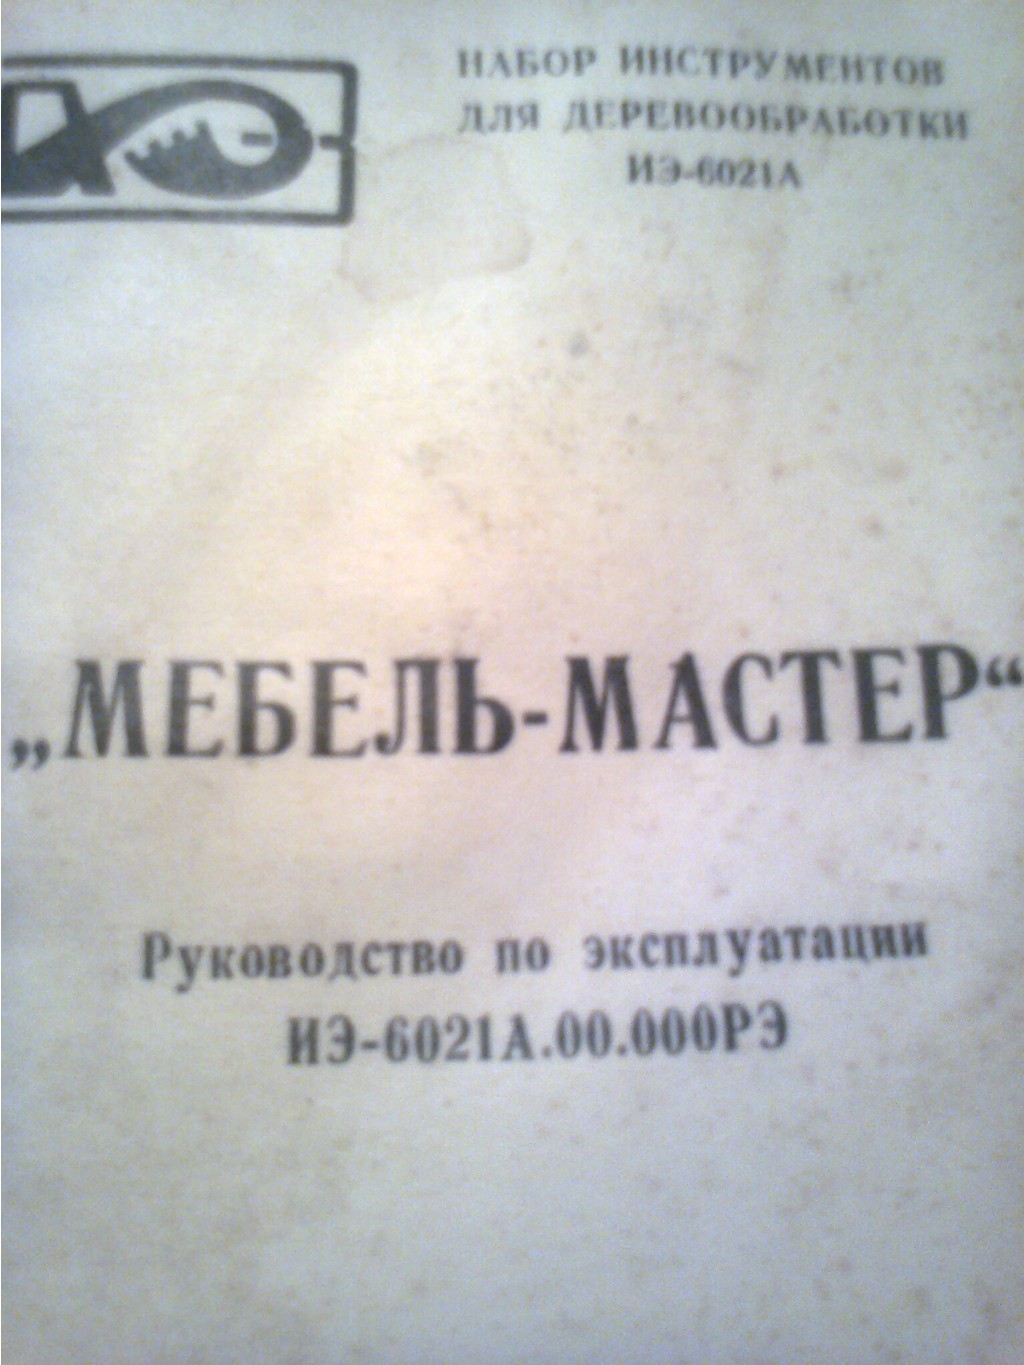 НАБОР ИНСТРУМЕНТОВ
ДЛЯ ДЕРЕВООБРАБОТКИ
ИЭ-6021А
„МЕБЕЛЬ-МАСТЕР“
Руководство по эксплуатации
ИЭ-6021А.00.000РЭ